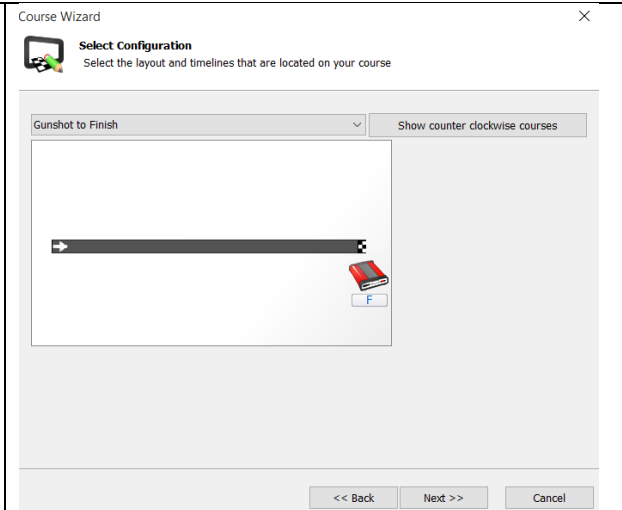 Course Wizard
Select Configuration
Select the layout and timelines that are located on your course
Gunshot to Finish
Show counter clockwise courses
F
<< Back
Next >>
Cancel